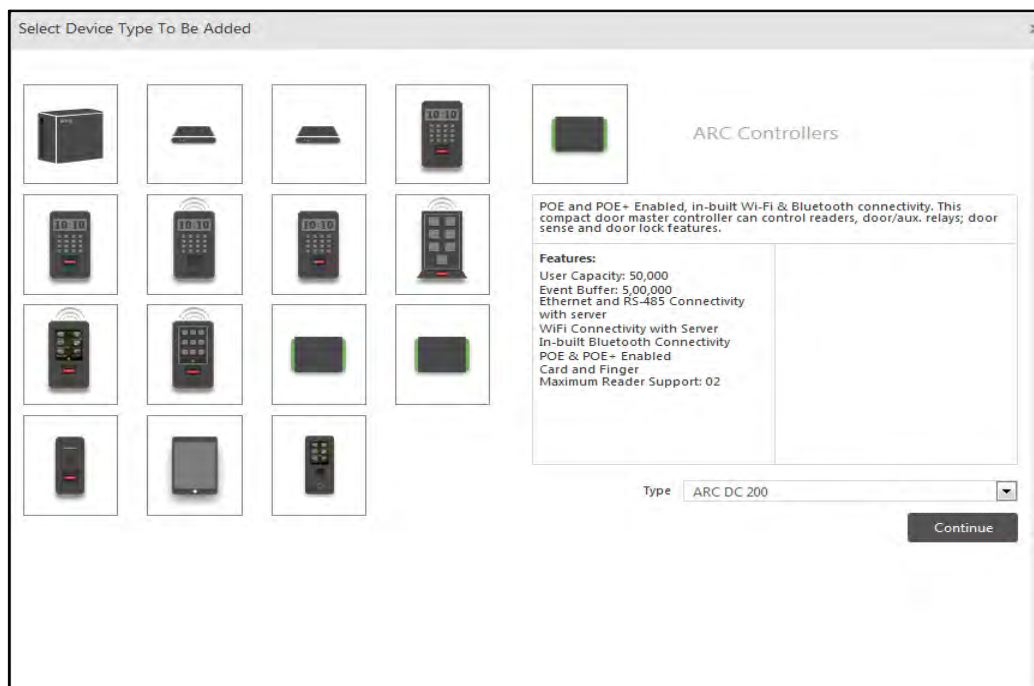 Select Device Type To Be Added
ARC Controllers
POE and POE+ Enabled, in-built Wi-Fi & Bluetooth connectivity. This
compact door master controller can control readers, door/aux. relays; door
sense and door lock features.
Features:
User Capacity: 50,000
Event Buffer: 5,00,000
Ethernet and RS-485 Connectivity
with server
WiFi Connectivity with Server
In-built Bluetooth Connectivity
POE & POE+ Enabled
Card and Finger
Maximum Reader Support: 02
Type ARC DC 200
Continue